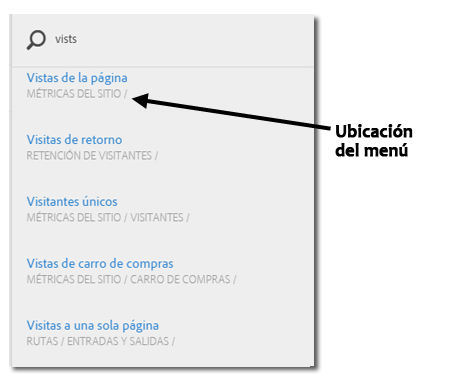 vists
Vistas de la página
MÉTRICAS DEL SITIO /
Ubicación
del menú
Visitas de retorno
RETENCIÓN DE VISITANTES /
Visitantes únicos
MÉTRICAS DEL SITIO / VISITANTES /
Vistas de carro de compras
MÉTRICAS DEL SITIO / CARRO DE COMPRAS /
Visitas a una sola página
RUTAS / ENTRADAS Y SALIDAS /